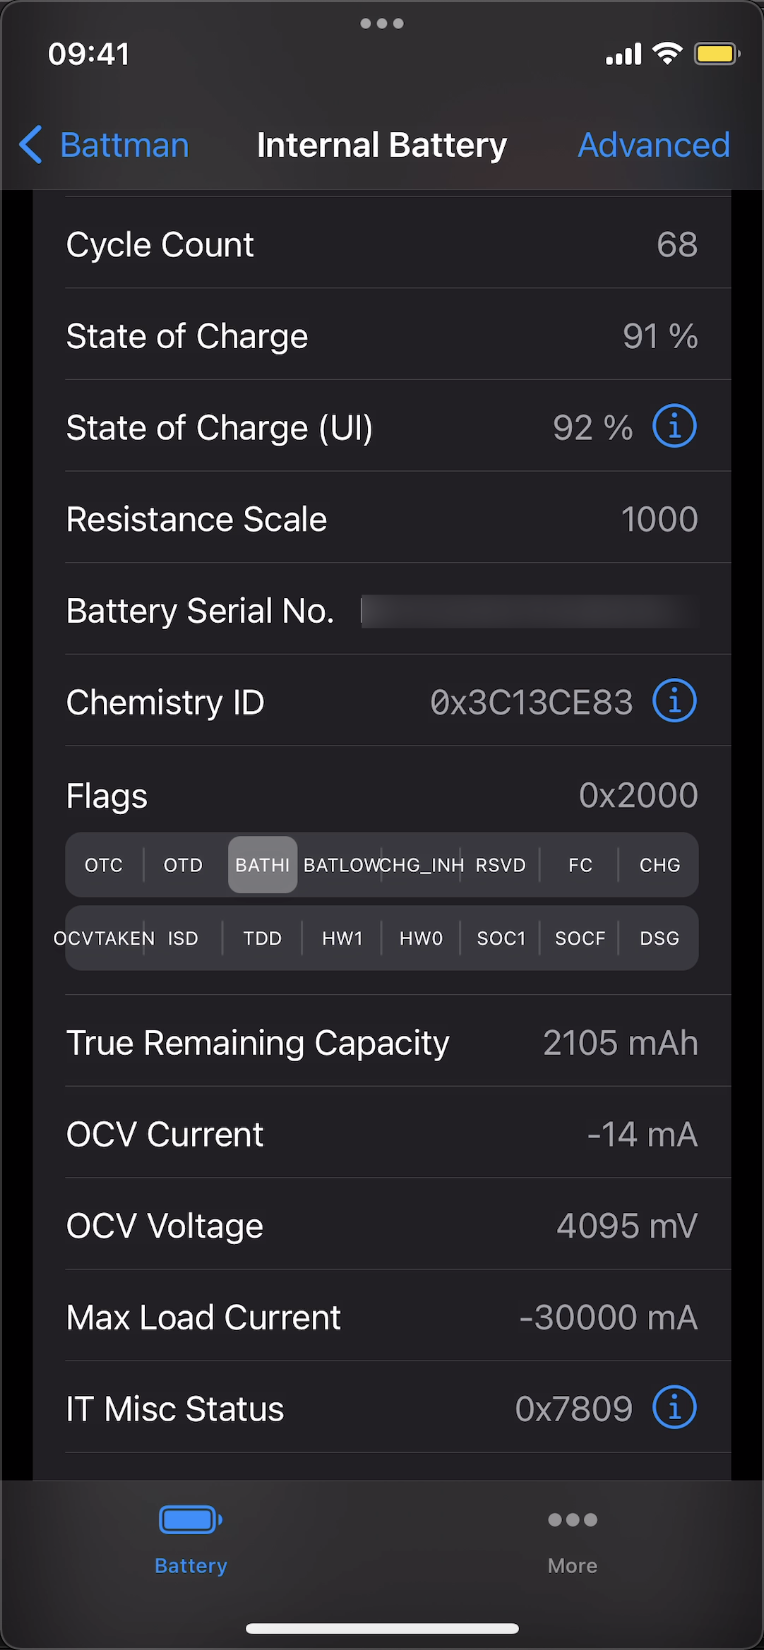 09:41
Battman Internal Battery Advanced
Cycle Count 68
State of Charge 91 %
State of Charge (UI) 92 %
Resistance Scale 1000
Battery Serial No.
Chemistry ID 0x3C13CE83
Flags 0x2000
OTC OTD BATHI BATLOW CHG_INH RSVD FC CHG
OCVTAKEN ISD TDD HW1 HW0 SOC1 SOCF DSG
True Remaining Capacity 2105 mAh
OCV Current -14 mA
OCV Voltage 4095 mV
Max Load Current -30000 mA
IT Misc Status 0x7809
Battery More